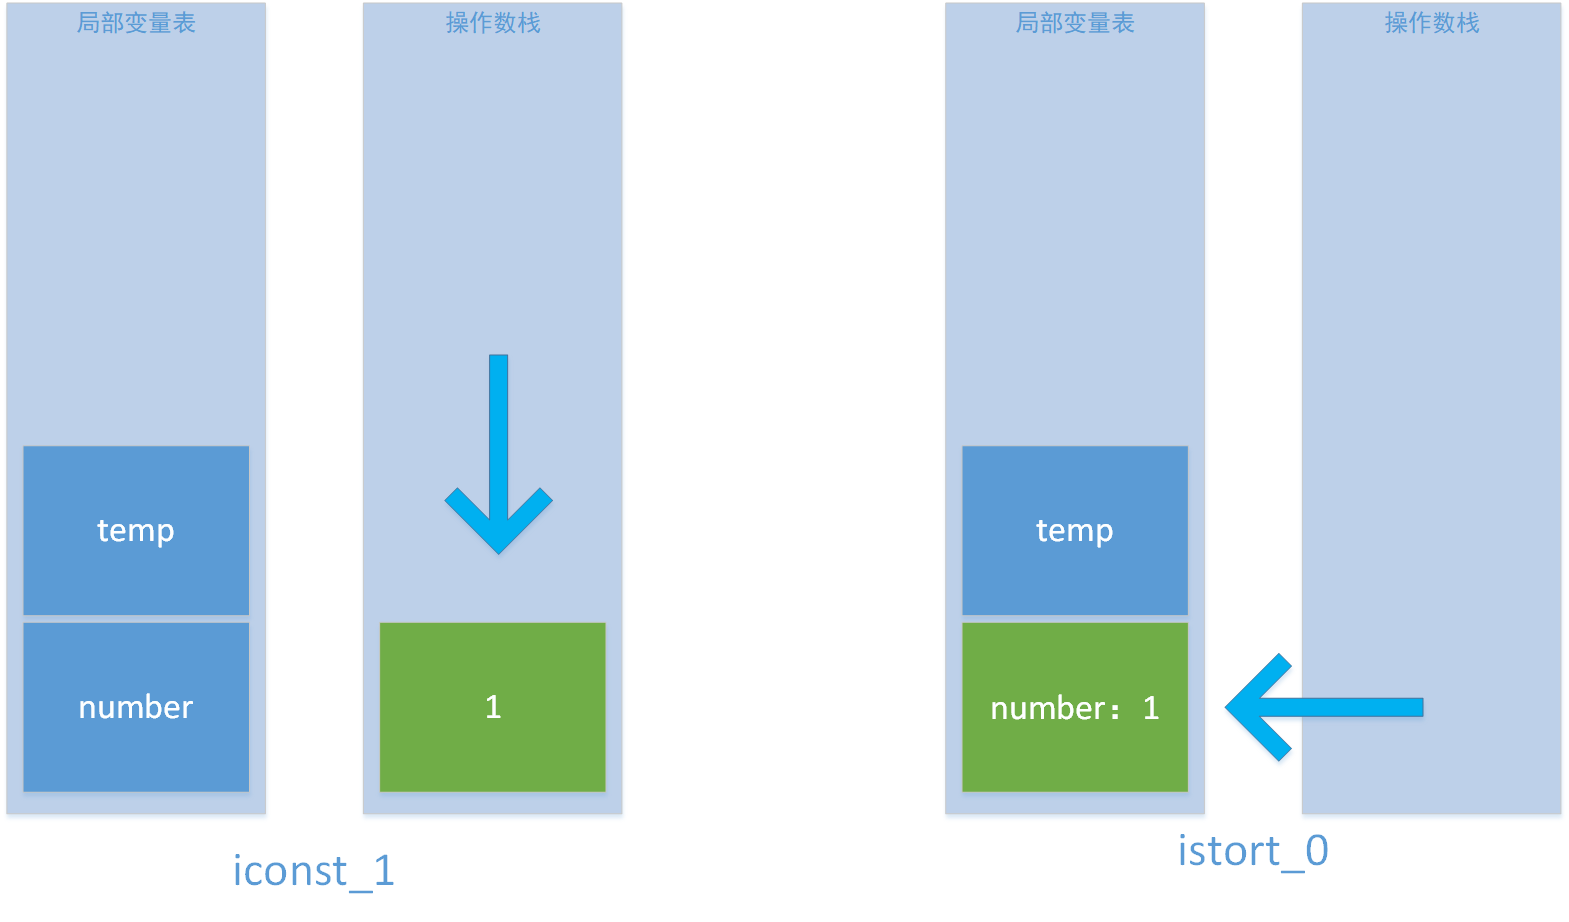 局部变量表
操作数栈
temp
number
1
iconst_1
局部变量表
操作数栈
temp
number：1
istort_0